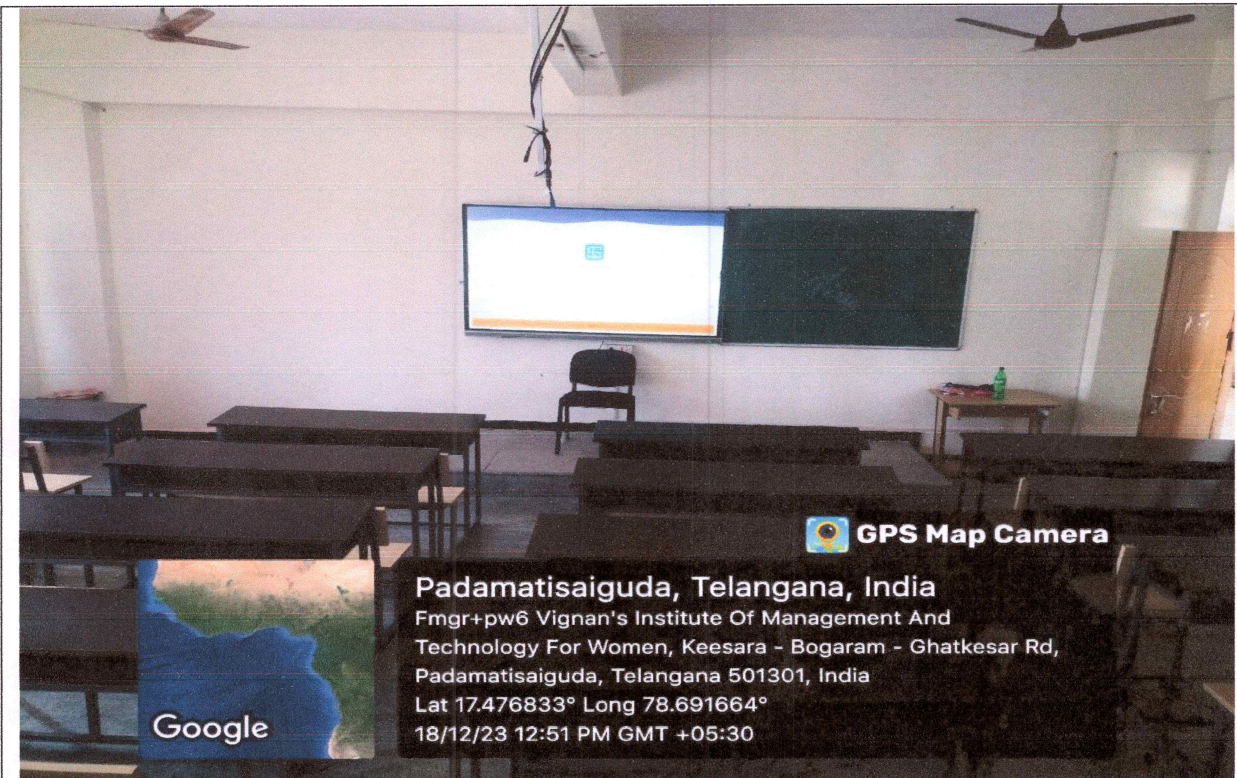 GPS Map Camera
Padamatisaiguda, Telangana, India
Fmgr+pw6 Vignan's Institute Of Management And
Technology For Women, Keesara - Bogaram - Ghatkesar Rd,
Padamatisaiguda, Telangana 501301, India
Lat 17.476833° Long 78.691664°
18/12/23 12:51 PM GMT +05:30
Google